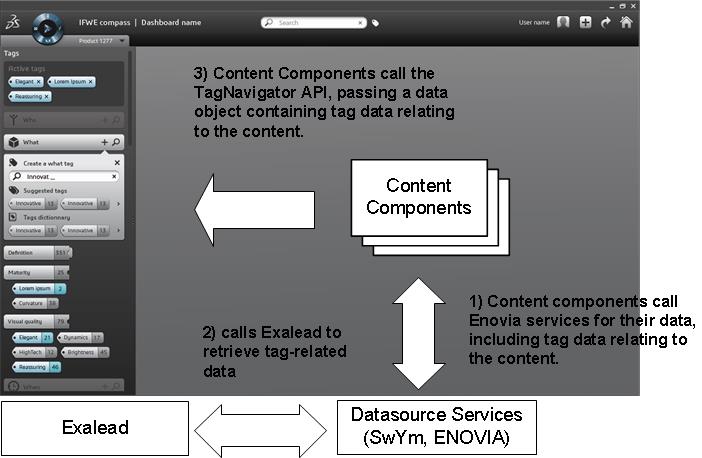 IFWE compass | Dashboard name
Search
User name
Product 1277
Tags
Active tags
Elegant ×
Lorem Ipsum ×
Reassuring ×
Who
What
Create a what tag
Innovat _
Suggested tags
Innovative 13 Innovative 13
Tags dictionnary
Innovative 13 Innovative 13
Definition 351
Maturity 25
Lorem ipsum 2
Curvature 38
Visual quality 79
Elegant 21 Dynamics 17
HighTech 12 Brightness 45
Reassuring 46
When
3) Content Components call the
TagNavigator API, passing a data
object containing tag data relating
to the content.
Content
Components
1) Content components call
Enovia services for their data,
including tag data relating to
the content.
2) calls Exalead to
retrieve tag-related
data
Exalead
Datasource Services
(SwYm, ENOVIA)